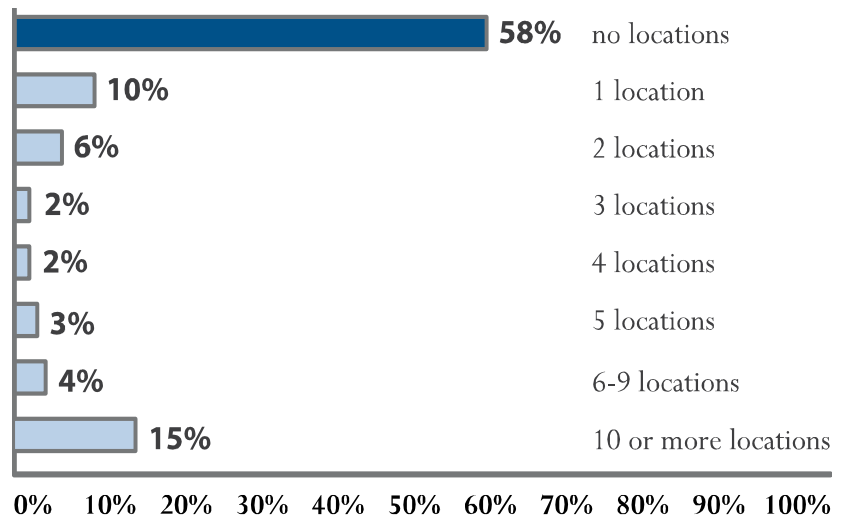 58% no locations
10% 1 location
6% 2 locations
2% 3 locations
2% 4 locations
3% 5 locations
4% 6-9 locations
15% 10 or more locations
0% 10% 20% 30% 40% 50% 60% 70% 80% 90% 100%